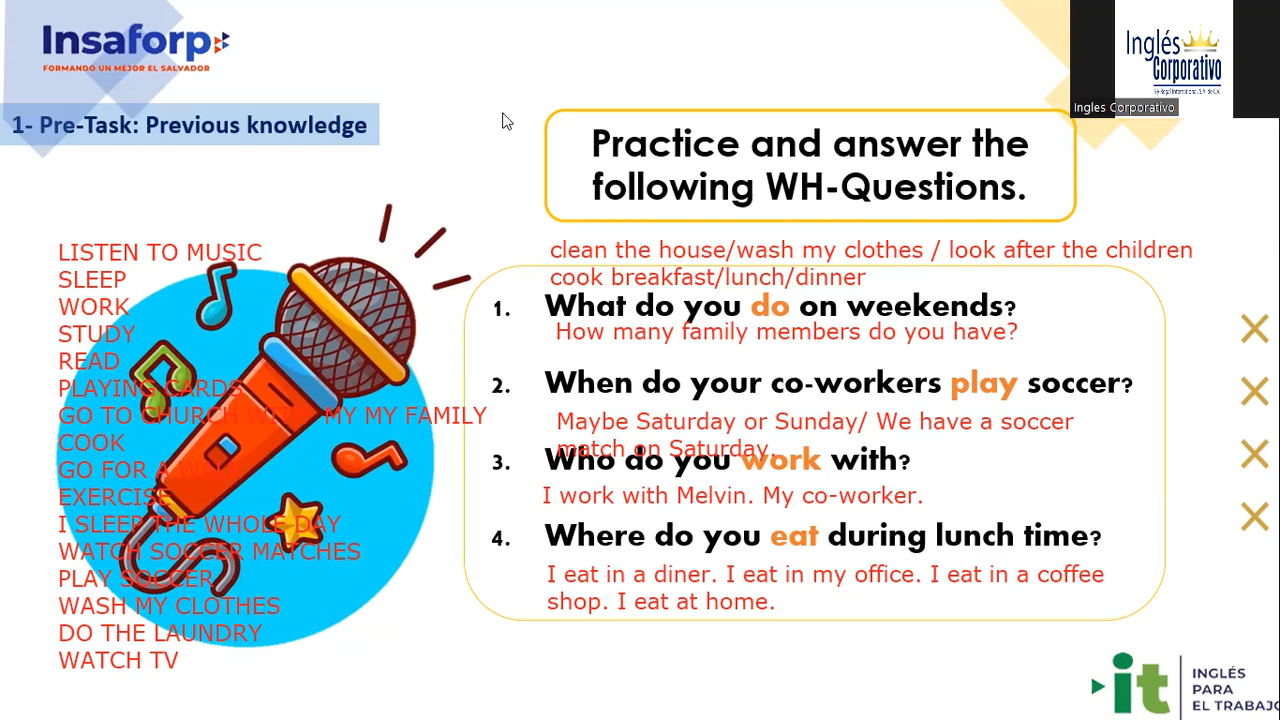 Insaforp
FORMANDO UN MEJOR EL SALVADOR
Inglés
Corporativo
Ingles Corporativo
1- Pre-Task: Previous knowledge
Practice and answer the
following WH-Questions.
LISTEN TO MUSIC
SLEEP
WORK
STUDY
READ
PLAYING CARDS
GO TO CHURCH MY MY FAMILY
COOK
GO FOR A
EXERCISE
I SLEEP THE WHOLE DAY
WATCH SOCCER MATCHES
PLAY SOCCER
WASH MY CLOTHES
DO THE LAUNDRY
WATCH TV
clean the house/wash my clothes / look after the children
cook breakfast/lunch/dinner
1. What do you do on weekends?
How many family members do you have?
2. When do your co-workers play soccer?
Maybe Saturday or Sunday/ We have a soccer
match on Saturday.
3. Who do you work with?
I work with Melvin. My co-worker.
4. Where do you eat during lunch time?
I eat in a diner. I eat in my office. I eat in a coffee
shop. I eat at home.
it
INGLÉS
PARA
EL TRABAJO